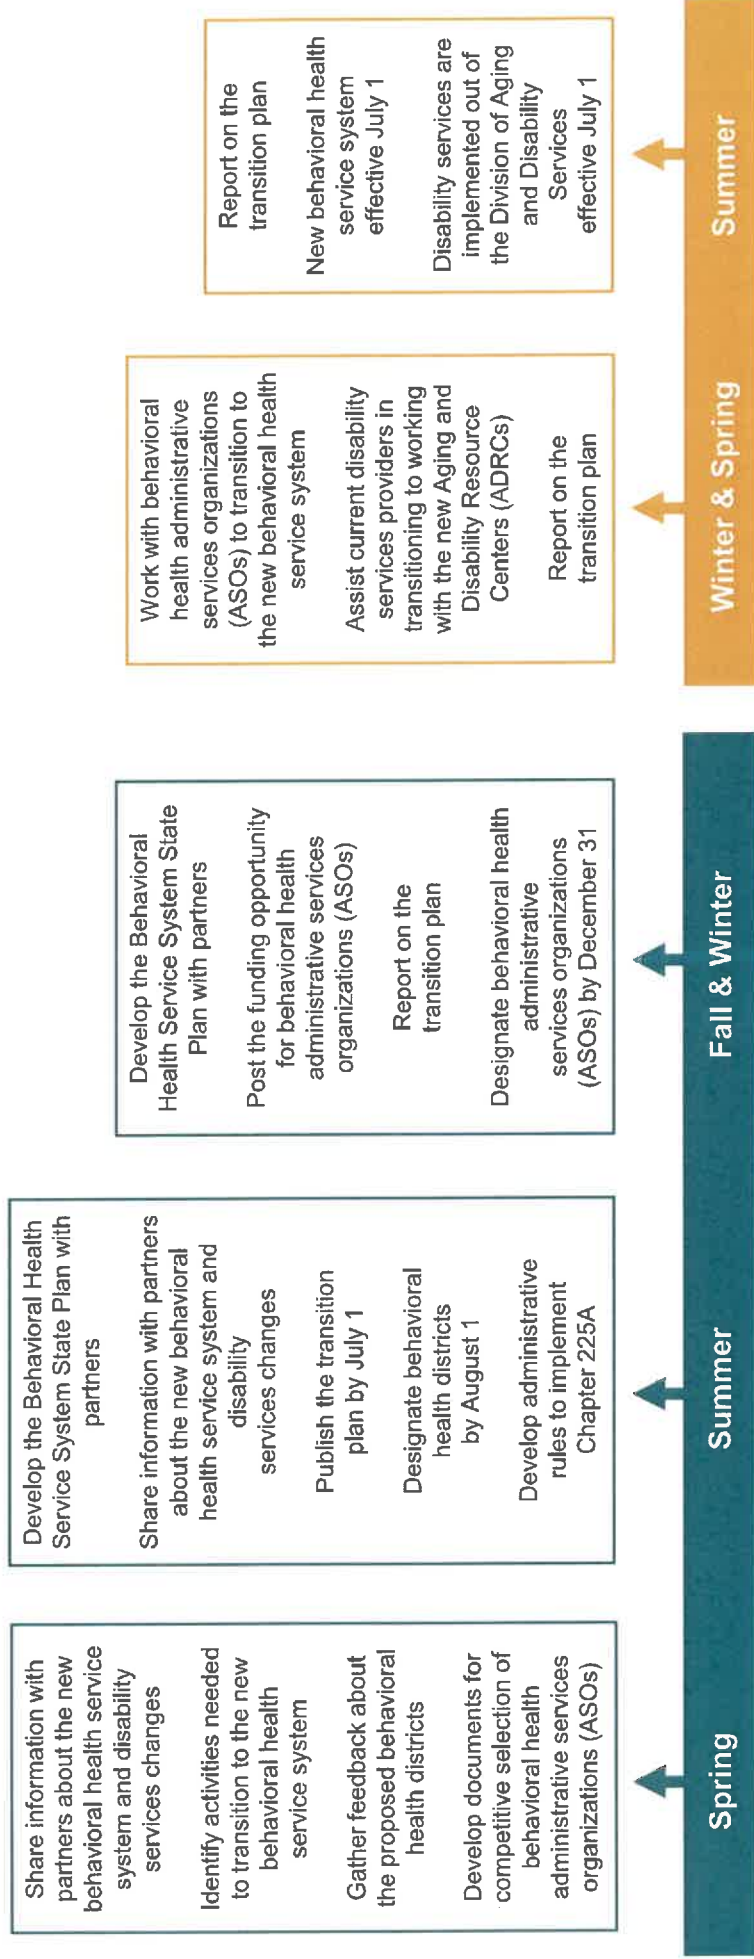 Share information with
partners about the new
behavioral health service
system and disability
services changes
Identify activities needed
to transition to the new
behavioral health
service system
Gather feedback about
the proposed behavioral
health districts
Develop documents for
competitive selection of
behavioral health
administrative services
organizations (ASOs)
Spring
Develop the Behavioral Health
Service System State Plan with
partners
Share information with partners
about the new behavioral
health service system and
disability
services changes
Publish the transition
plan by July 1
Designate behavioral
health districts
by August 1
Develop administrative
rules to implement
Chapter 225A
Summer
Develop the Behavioral
Health Service System State
Plan with partners
Post the funding opportunity
for behavioral health
administrative services
organizations (ASOs)
Report on the
transition plan
Designate behavioral health
administrative
services organizations
(ASOs) by December 31
Fall & Winter
Work with behavioral
health administrative
services organizations
(ASOs) to transition to
the new behavioral health
service system
Assist current disability
services providers in
transitioning to working
with the new Aging and
Disability Resource
Centers (ADRCs)
Report on the
transition plan
Winter & Spring
Report on the
transition plan
New behavioral health
service system
effective July 1
Disability services are
implemented out of
the Division of Aging
and Disability
Services
effective July 1
Summer